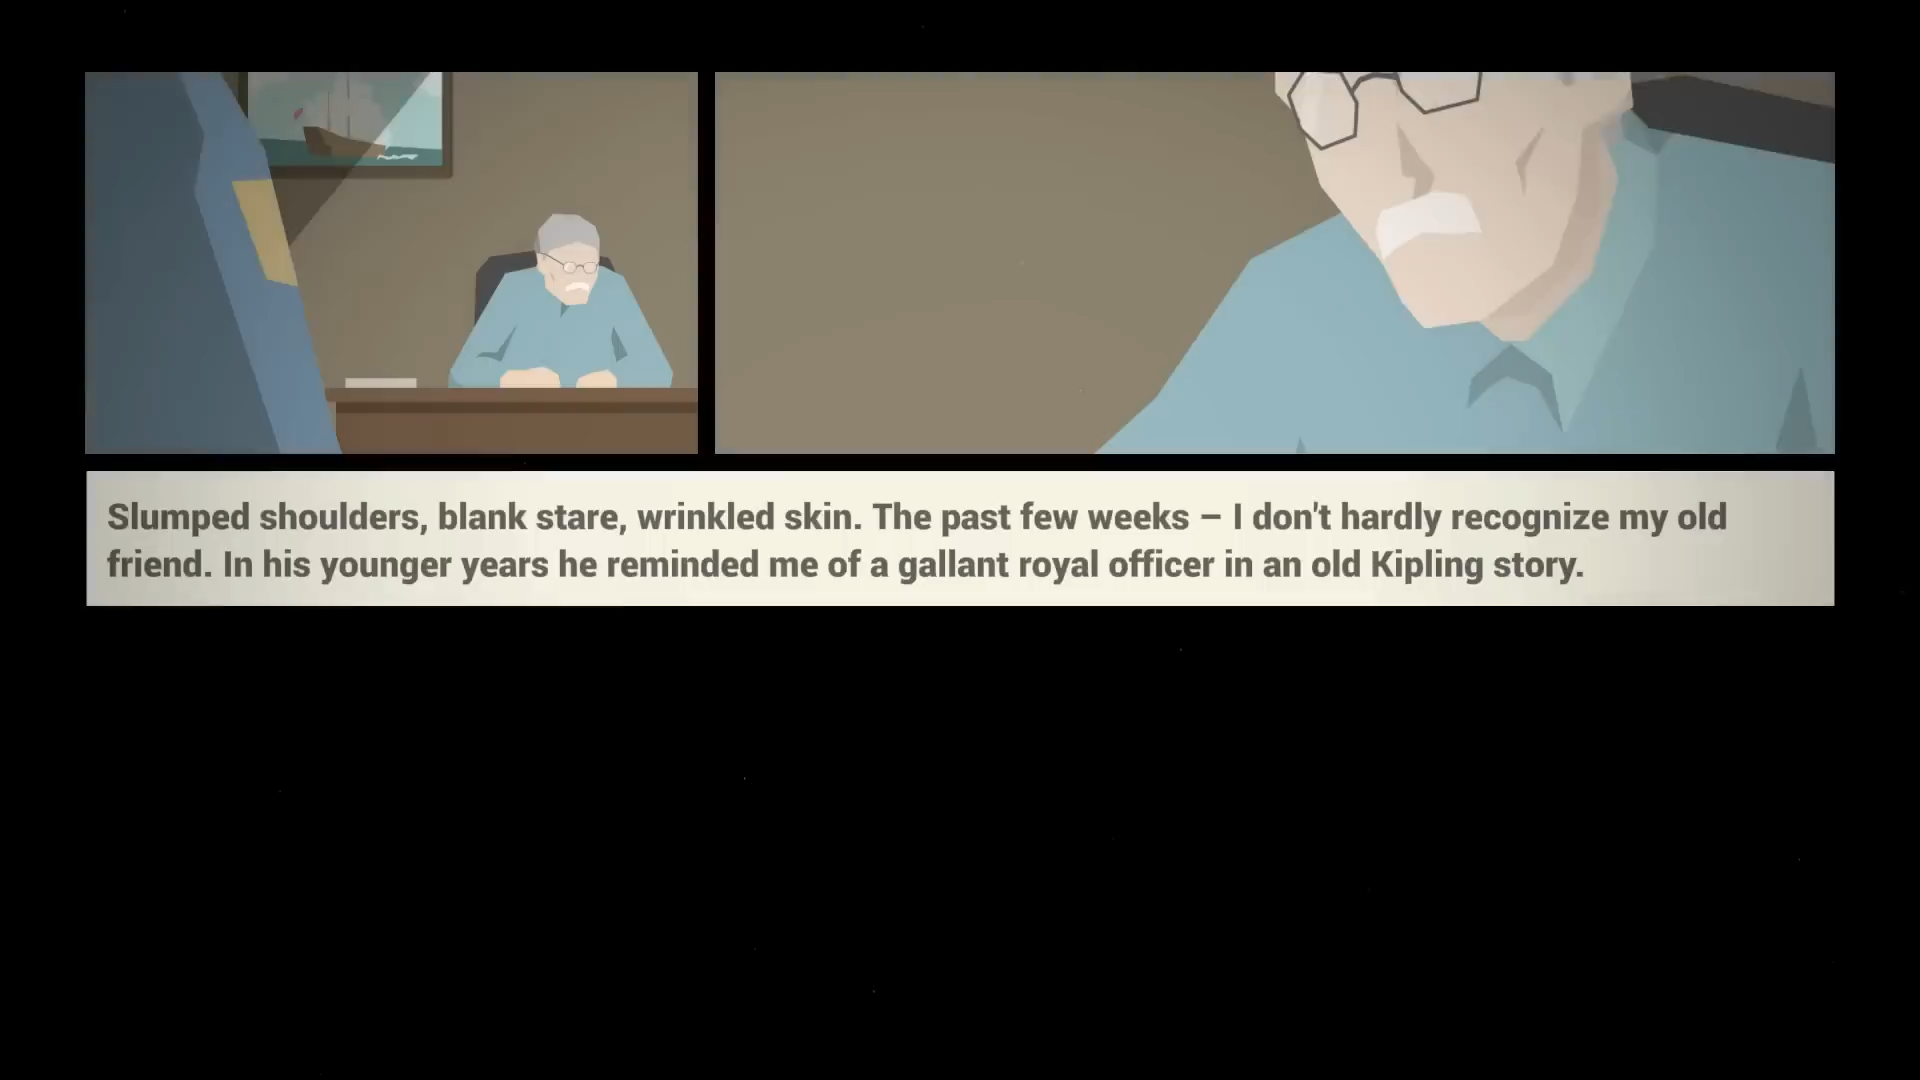 Slumped shoulders, blank stare, wrinkled skin. The past few weeks – I don't hardly recognize my old
friend. In his younger years he reminded me of a gallant royal officer in an old Kipling story.